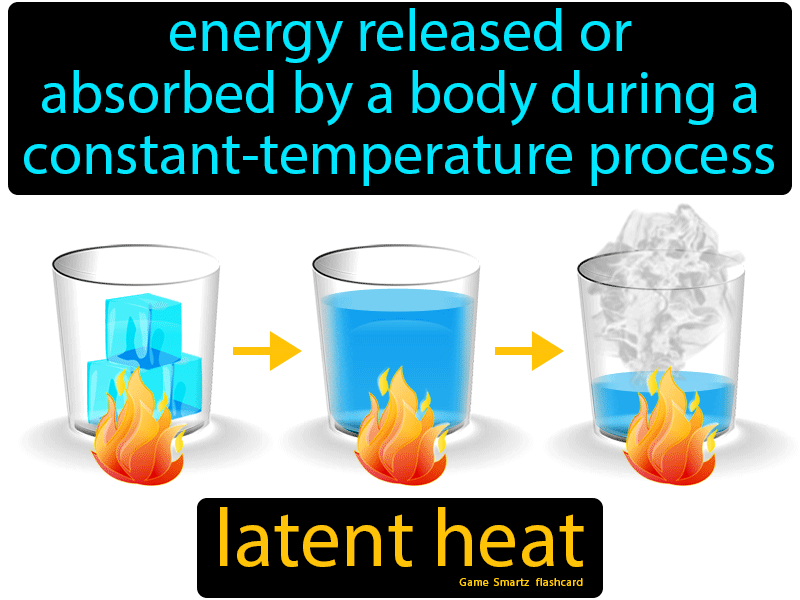 energy released or
absorbed by a body during a
constant-temperature process
latent heat
Game Smartz flashcard